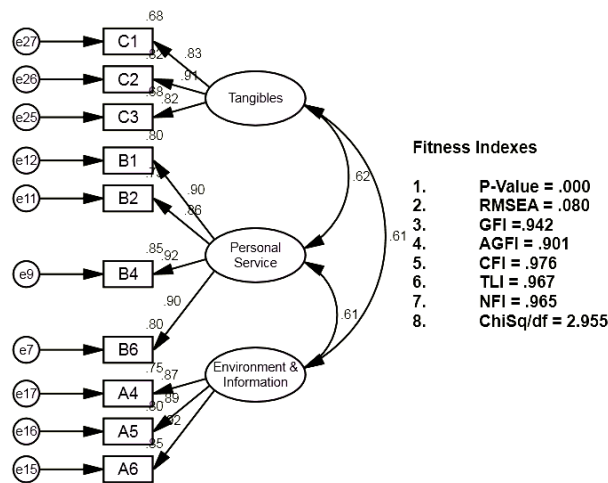 .68
e27
C1
.83
.82
e26
C2
.91
Tangibles
.68
e25
C3
.82
.80
e12
B1
.90
e11
B2
.86
.62
.61
.85
.92
e9
B4
Personal
Service
.90
.80
e7
B6
.61
.75
.87
e17
A4
Environment &
Information
.89
.80
e16
A5
.85
e15
A6
Fitness Indexes
1. P-Value = .000
2. RMSEA = .080
3. GFI =.942
4. AGFI = .901
5. CFI = .976
6. TLI = .967
7. NFI = .965
8. ChiSq/df = 2.955